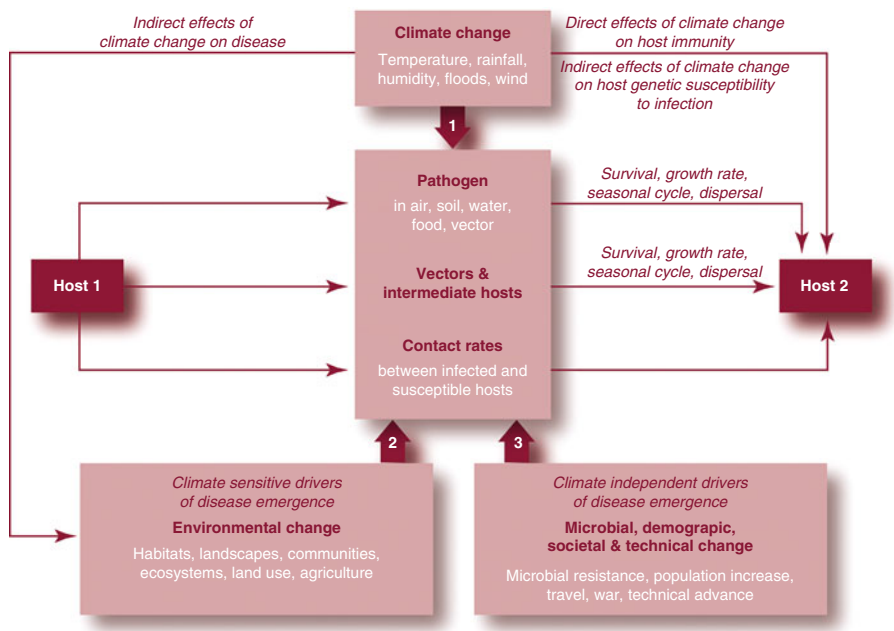 Indirect effects of
climate change on disease
Climate change
Temperature, rainfall,
humidity, floods, wind
Direct effects of climate change
on host immunity
Indirect effects of climate change
on host genetic susceptibility
to infection
1
Pathogen
in air, soil, water,
food, vector
Survival, growth rate,
seasonal cycle, dispersal
Host 1
Vectors &
intermediate hosts
Survival, growth rate,
seasonal cycle, dispersal
Host 2
Contact rates
between infected and
susceptible hosts
2
3
Climate sensitive drivers
of disease emergence
Environmental change
Habitats, landscapes, communities,
ecosystems, land use, agriculture
Climate independent drivers
of disease emergence
Microbial, demograpic,
societal & technical change
Microbial resistance, population increase,
travel, war, technical advance